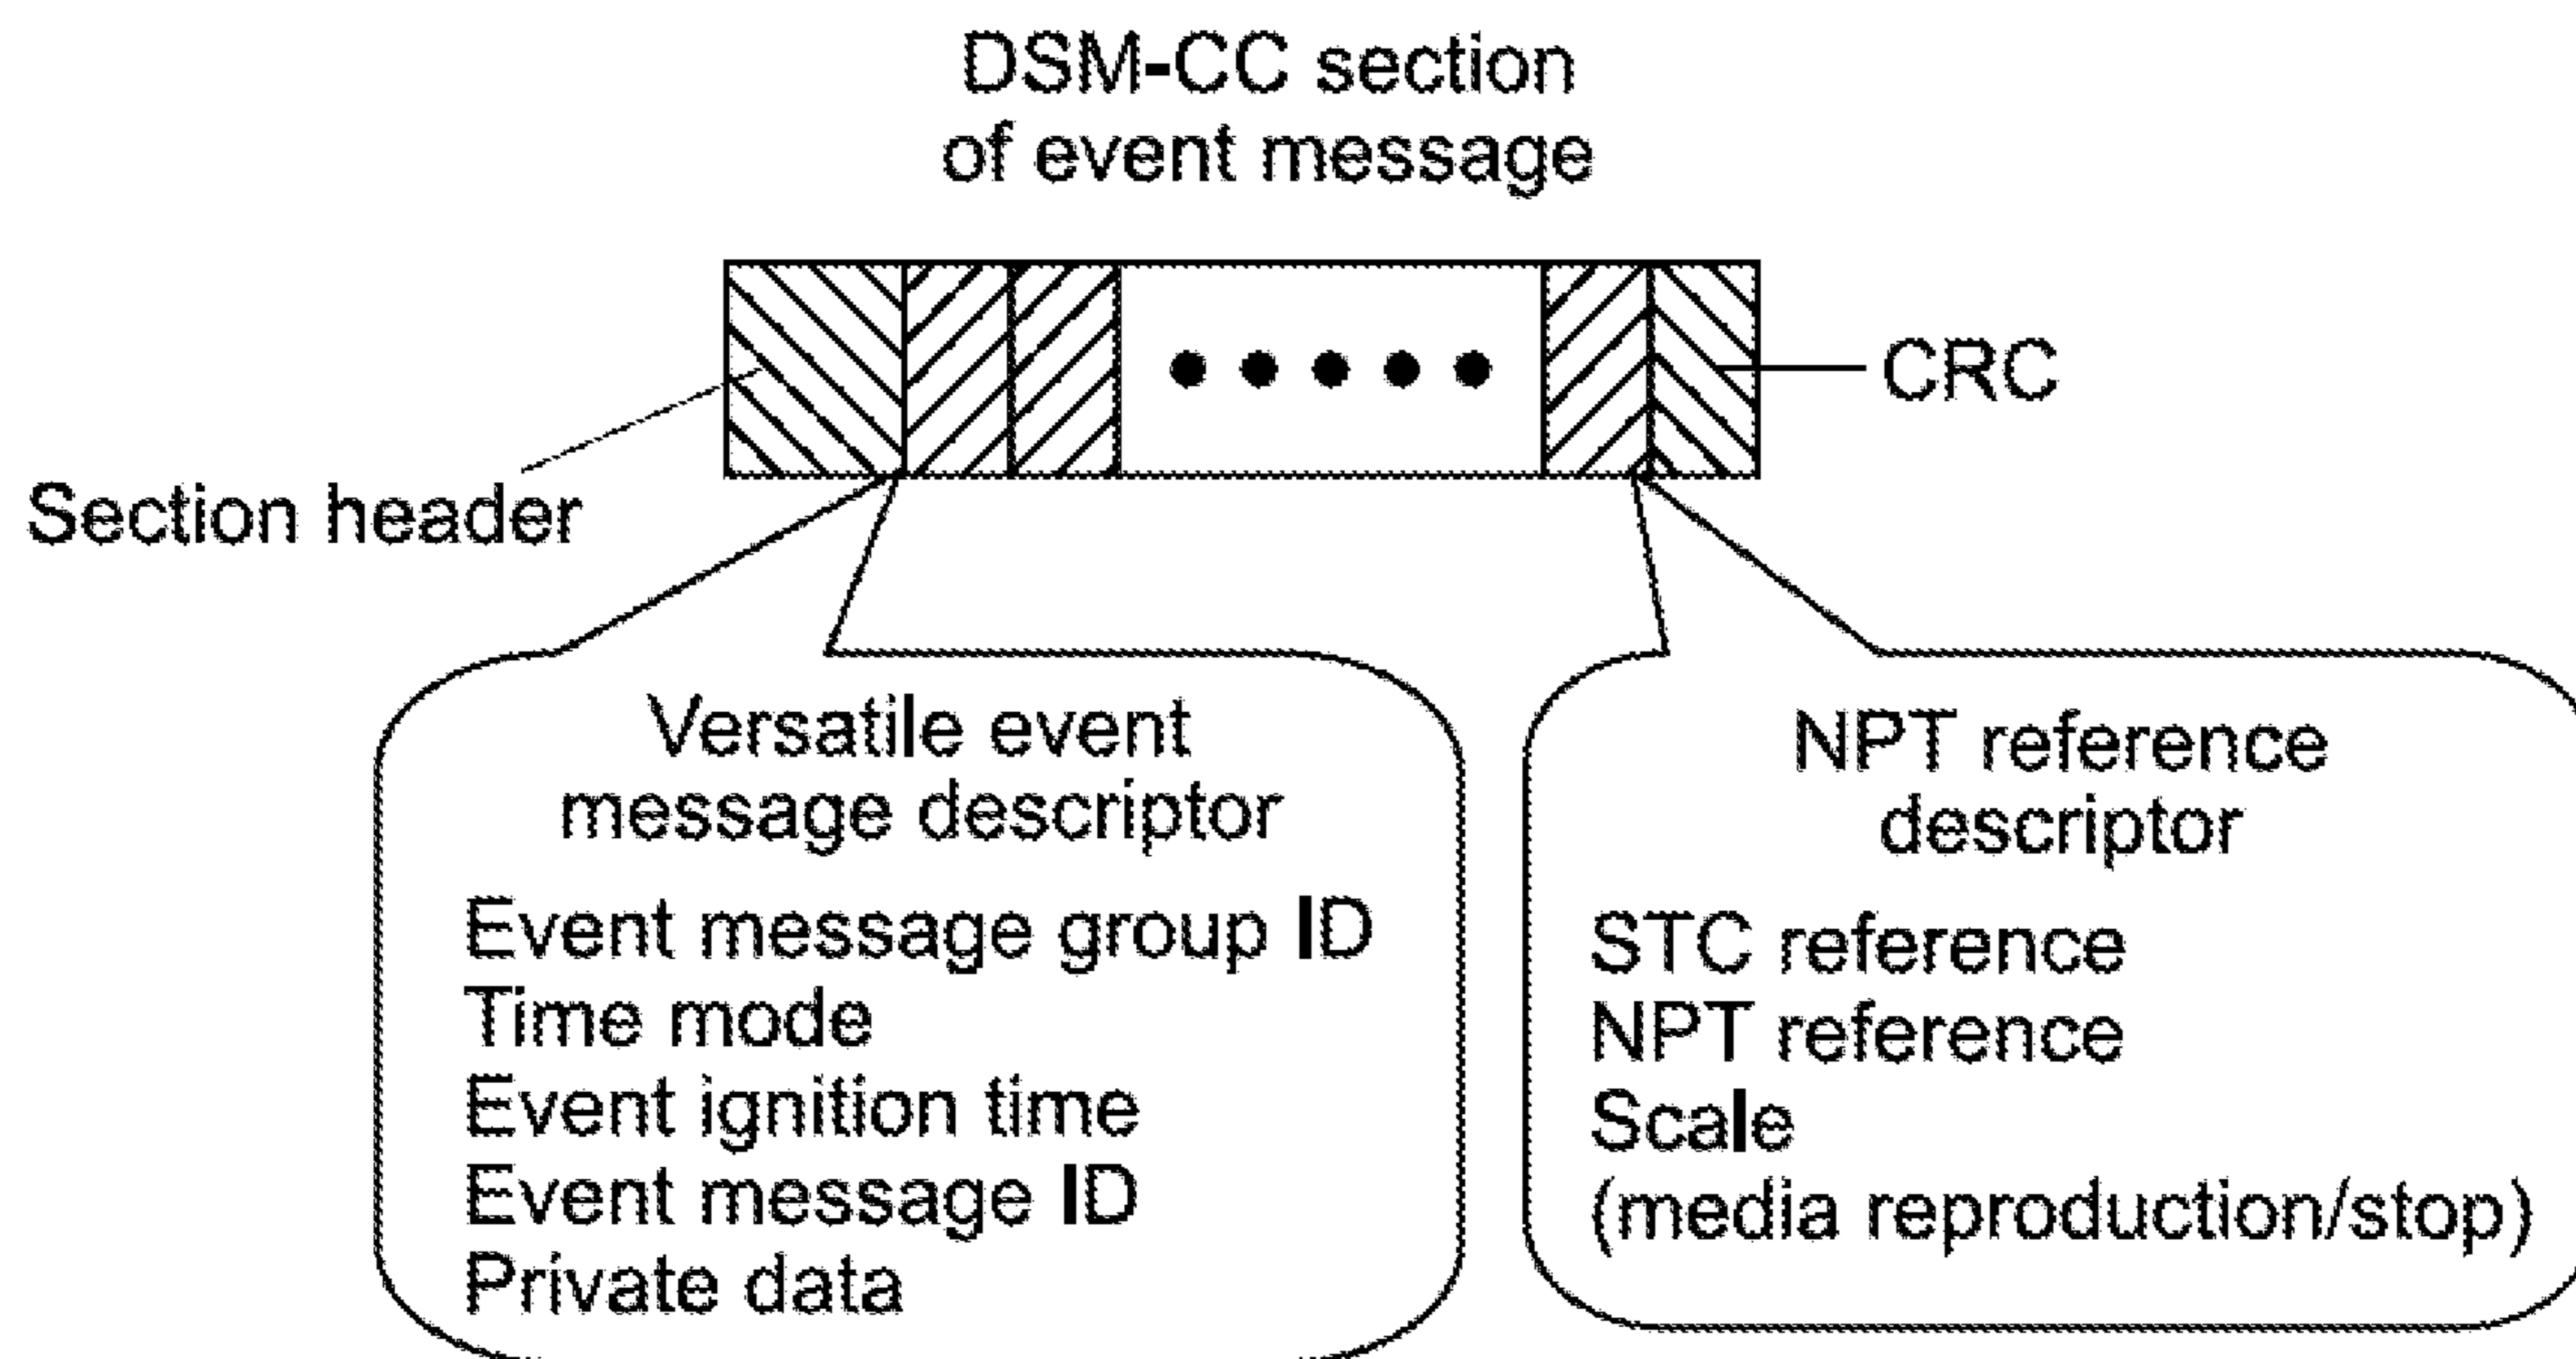 DSM-CC section
of event message
CRC
Section header
Versatile event
message descriptor
Event message group ID
Time mode
Event ignition time
Event message ID
Private data
NPT reference
descriptor
STC reference
NPT reference
Scale
(media reproduction/stop)